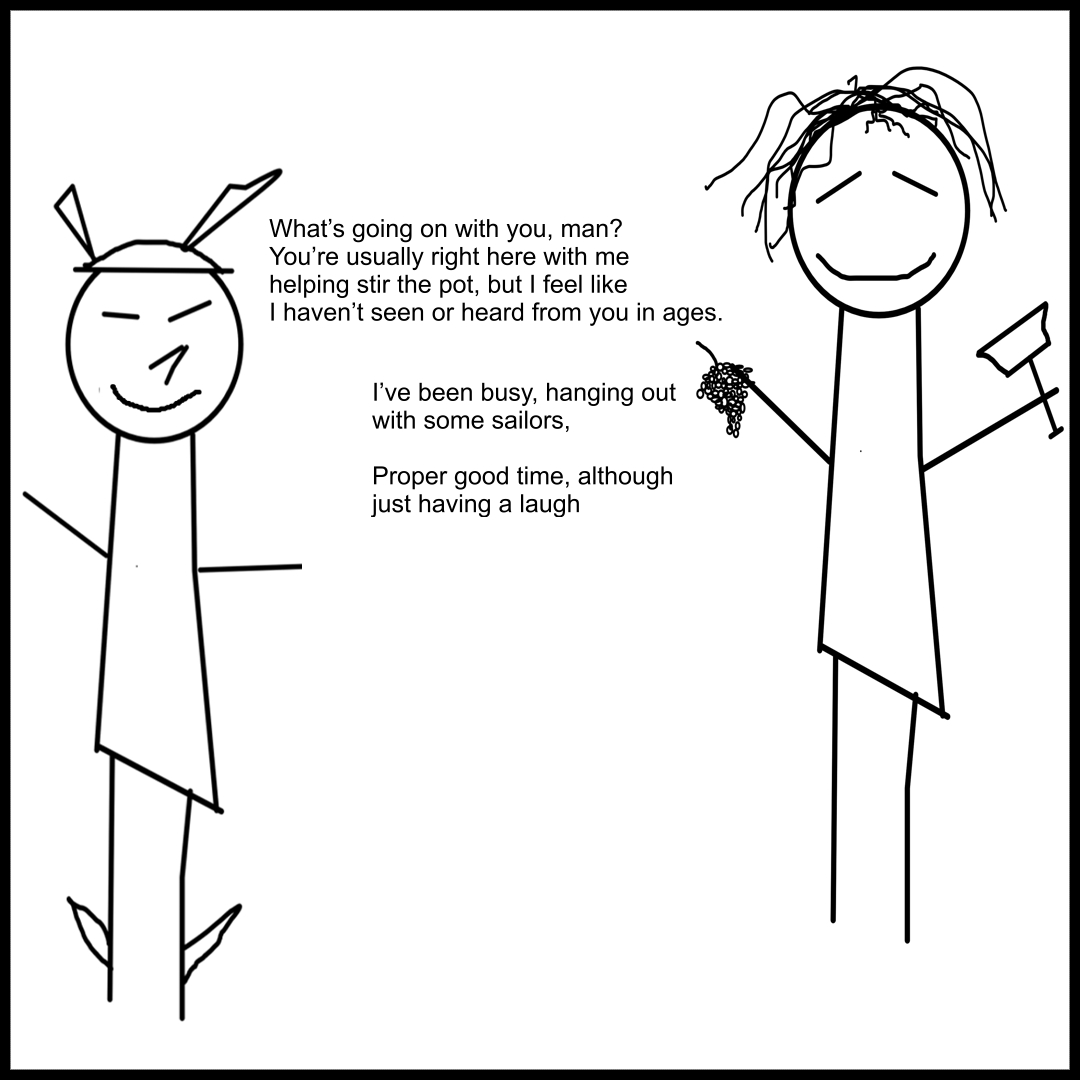 What’s going on with you, man?
You’re usually right here with me
helping stir the pot, but I feel like
I haven’t seen or heard from you in ages.
I’ve been busy, hanging out
with some sailors,
Proper good time, although
just having a laugh